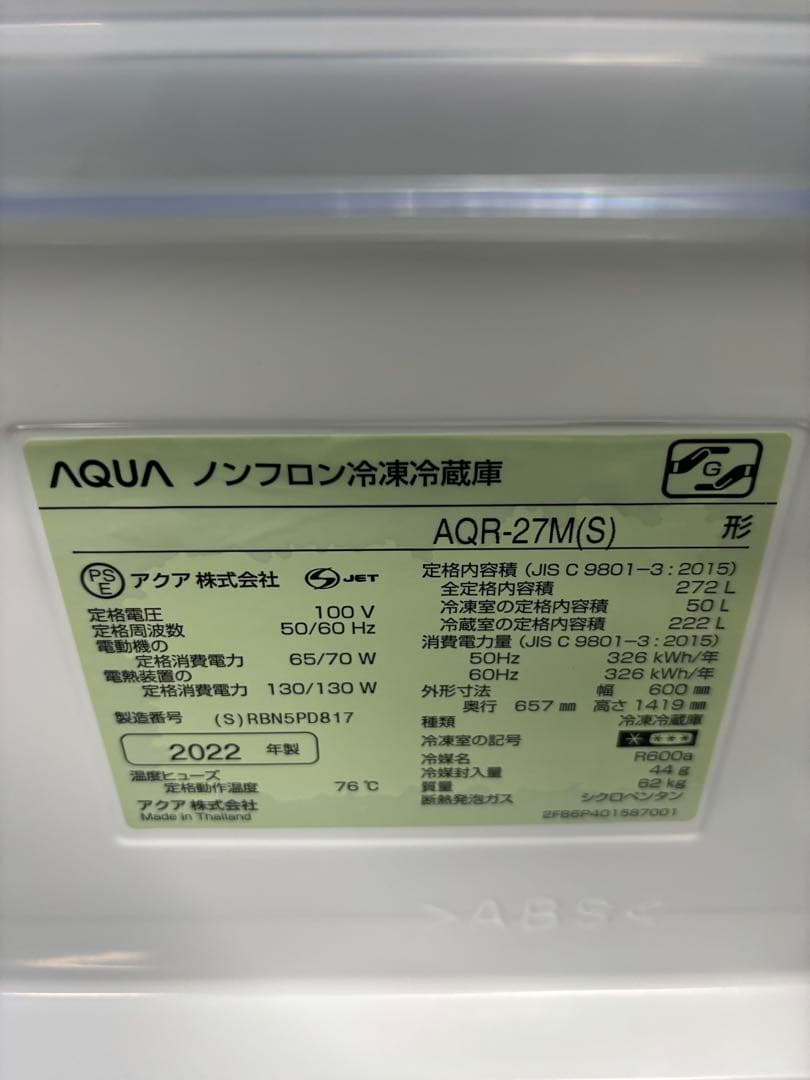 AQUA ノンフロン冷凍冷蔵庫
G
AQR-27M(S) 形
PSE アクア 株式会社 JET
定格電圧 100 V
定格周波数 50/60 Hz
電動機の
定格消費電力 65/70 W
電熱装置の
定格消費電力 130/130 W
製造番号 (S)RBN5PD817
2022 年製
温度ヒューズ
定格動作温度 76 ℃
アクア 株式会社
Made in Thailand
定格内容積 (JIS C 9801-3 : 2015)
全定格内容積 272 L
冷凍室の定格内容積 50 L
冷蔵室の定格内容積 222 L
消費電力量 (JIS C 9801-3 : 2015)
50Hz 326 kWh/年
60Hz 326 kWh/年
外形寸法 幅 600 mm
奥行 657 mm 高さ 1419 mm
種類 冷凍冷蔵庫
冷凍室の記号 * ***
冷媒名 R600a
冷媒封入量 44 g
質量 62 kg
断熱発泡ガス シクロペンタン
2FB6P401587001
>ABS<